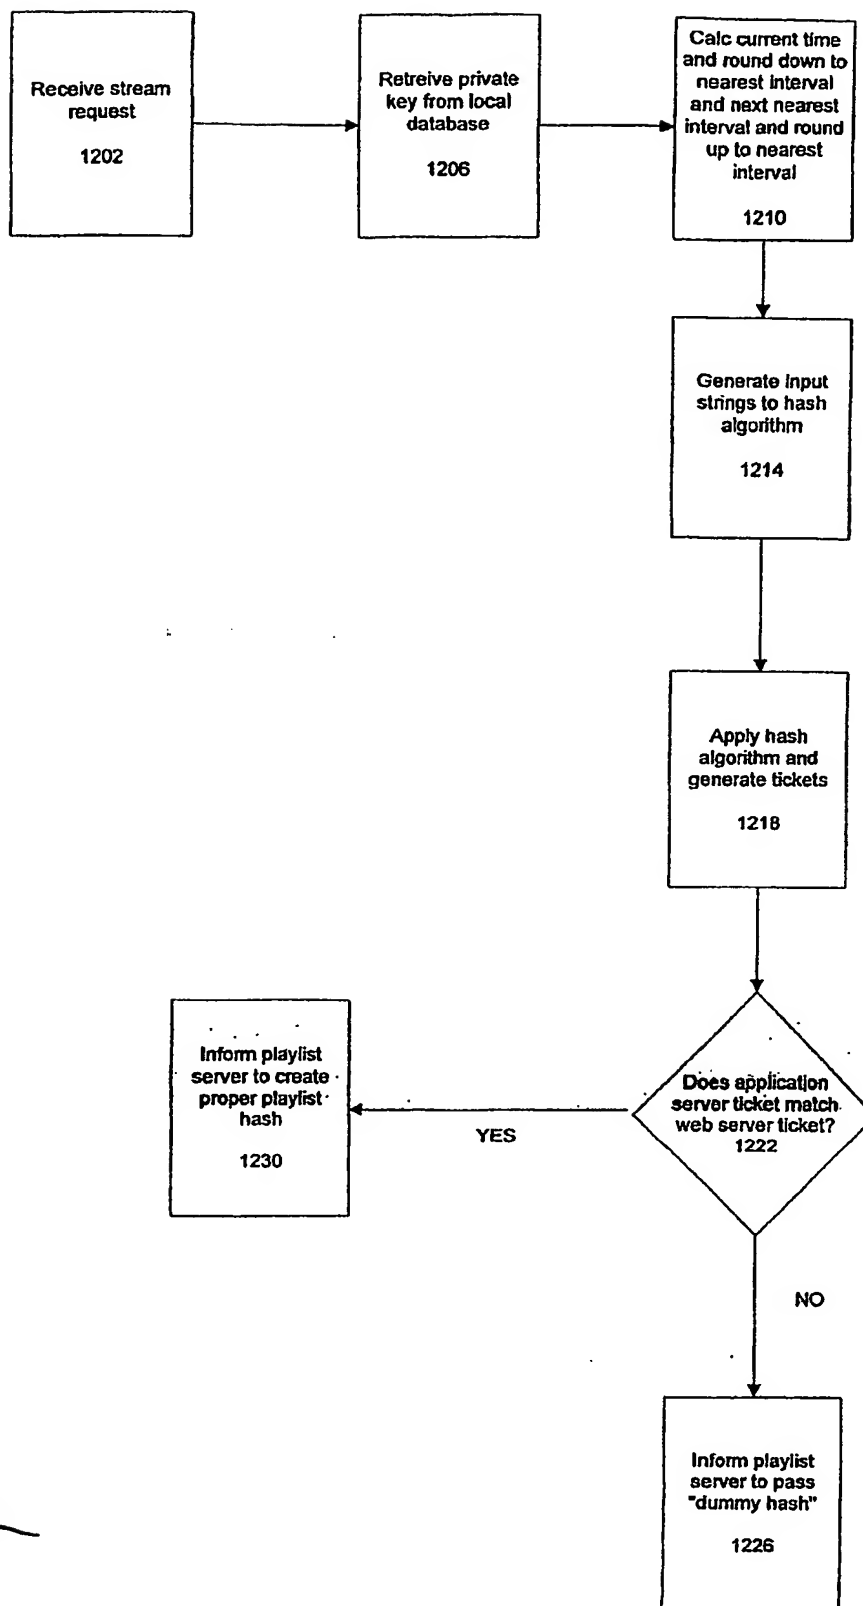 Receive stream
request
1202
Retreive private
key from local
database
1206
Calc current time
and round down to
nearest interval
and next nearest
interval and round
up to nearest
interval
1210
Generate input
strings to hash
algorithm
1214
Apply hash
algorithm and
generate tickets
1218
Does application
server ticket match
web server ticket?
1222
YES
Inform playlist
server to create
proper playlist
hash
1230
NO
Inform playlist
server to pass
"dummy hash"
1226